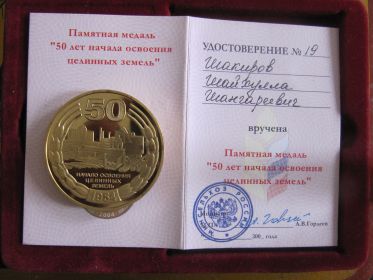 Памятная медаль
"50 лет начала освоения
целинных земель"
50
НАЧАЛО ОСВОЕНИЯ
ЦЕЛИННЫХ
ЗЕМЕЛЬ
1954
2004
УДОСТОВЕРЕНИЕ № 19
Шакиров
Шайхулла
Шангареевич
вручена
Памятная медаль
"50 лет начала освоения
целинных земель"
А.В.Гордеев
200 года